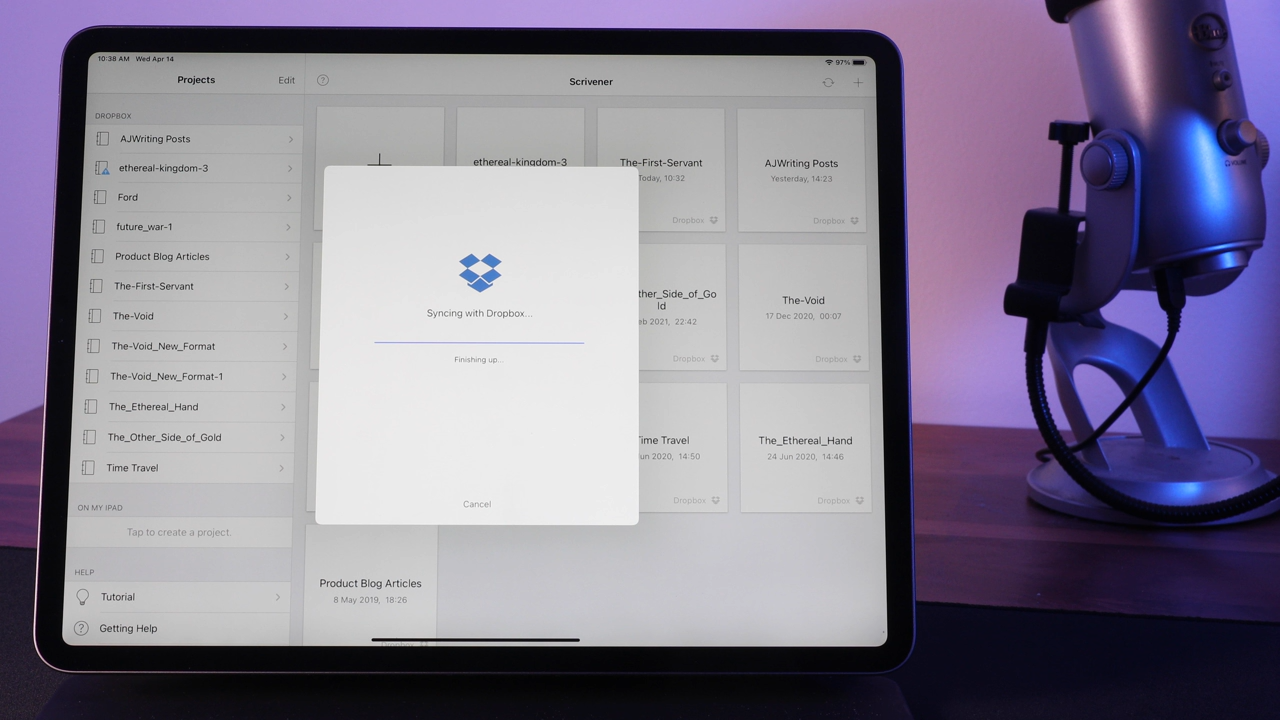 10:38 AM Wed Apr 14
97%
Projects
Edit
Scrivener
DROPBOX
AJWriting Posts
ethereal-kingdom-3
Ford
future_war-1
Product Blog Articles
The-First-Servant
The-Void
The-Void_New_Format
The-Void_New_Format-1
The_Ethereal_Hand
The_Other_Side_of_Gold
Time Travel
ON MY IPAD
Tap to create a project.
HELP
Tutorial
Getting Help
ethereal-kingdom-3
The-First-Servant
Today, 10:32
Dropbox
AJWriting Posts
Yesterday, 14:23
Dropbox
Syncing with Dropbox...
Finishing up...
Cancel
ther_Side_of_Go
ld
eb 2021, 22:42
Dropbox
The-Void
17 Dec 2020, 00:07
Dropbox
Time Travel
un 2020, 14:50
Dropbox
The_Ethereal_Hand
24 Jun 2020, 14:46
Dropbox
Product Blog Articles
8 May 2019, 18:26
Dropbox